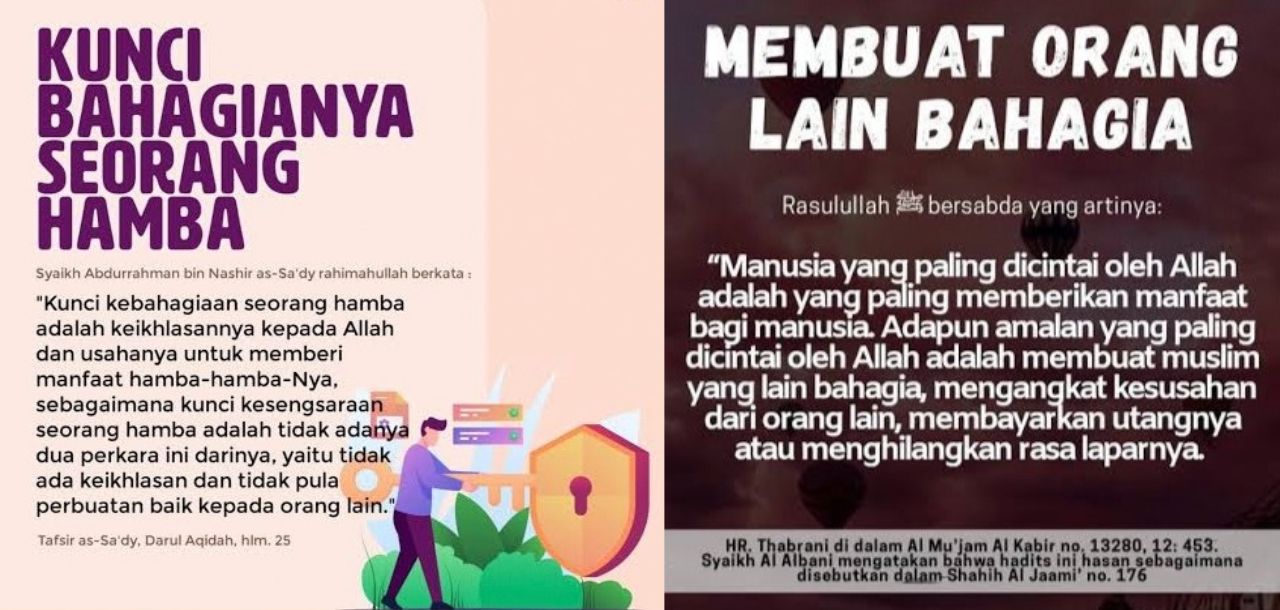 KUNCI
BAHAGIANYA
SEORANG
HAMBA
Syaikh Abdurrahman bin Nashir as-Sa'dy rahimahullah berkata :
"Kunci kebahagiaan seorang hamba
adalah keikhlasannya kepada Allah
dan usahanya untuk memberi
manfaat hamba-hamba-Nya,
sebagaimana kunci kesengsaraan
seorang hamba adalah tidak adanya
dua perkara ini darinya, yaitu tidak
ada keikhlasan dan tidak pula
perbuatan baik kepada orang lain."
Tafsir as-Sa'dy, Darul Aqidah, hlm. 25
MEMBUAT ORANG
LAIN BAHAGIA
Rasulullah ﷺ bersabda yang artinya:
“Manusia yang paling dicintai oleh Allah
adalah yang paling memberikan manfaat
bagi manusia. Adapun amalan yang paling
dicintai oleh Allah adalah membuat muslim
yang lain bahagia, mengangkat kesusahan
dari orang lain, membayarkan utangnya
atau menghilangkan rasa laparnya.
HR. Thabrani di dalam Al Mu’jam Al Kabir no. 13280, 12: 453.
Syaikh Al Albani mengatakan bahwa hadits ini hasan sebagaimana
disebutkan dalam Shahih Al Jaami’ no. 176